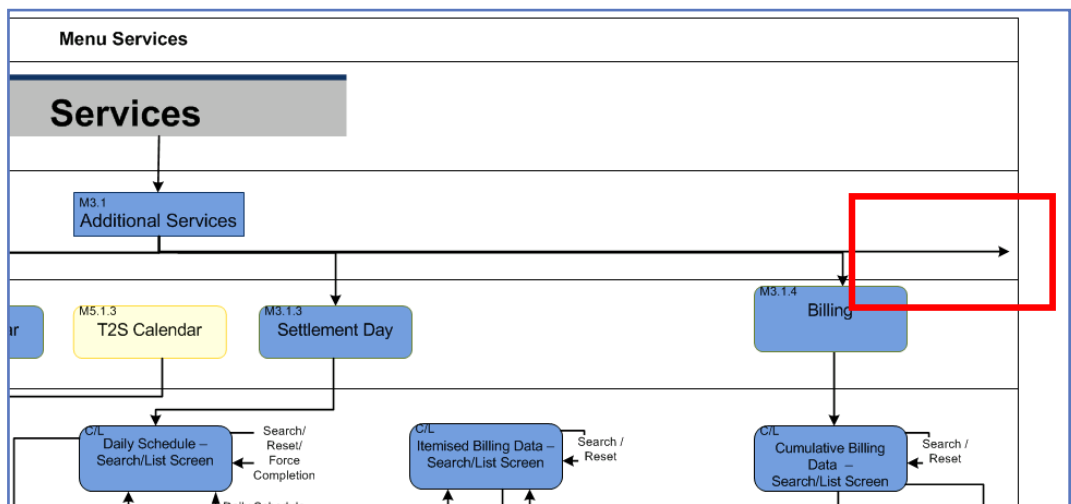 Menu Services
Services
M3.1
Additional Services
ar
M5.1.3
T2S Calendar
M3.1.3
Settlement Day
M3.1.4
Billing
C/L
Daily Schedule –
Search/List Screen
Search/
Reset/
Force
Completion
C/L
Itemised Billing Data –
Search/List Screen
Search /
Reset
C/L
Cumulative Billing
Data –
Search/List Screen
Search /
Reset